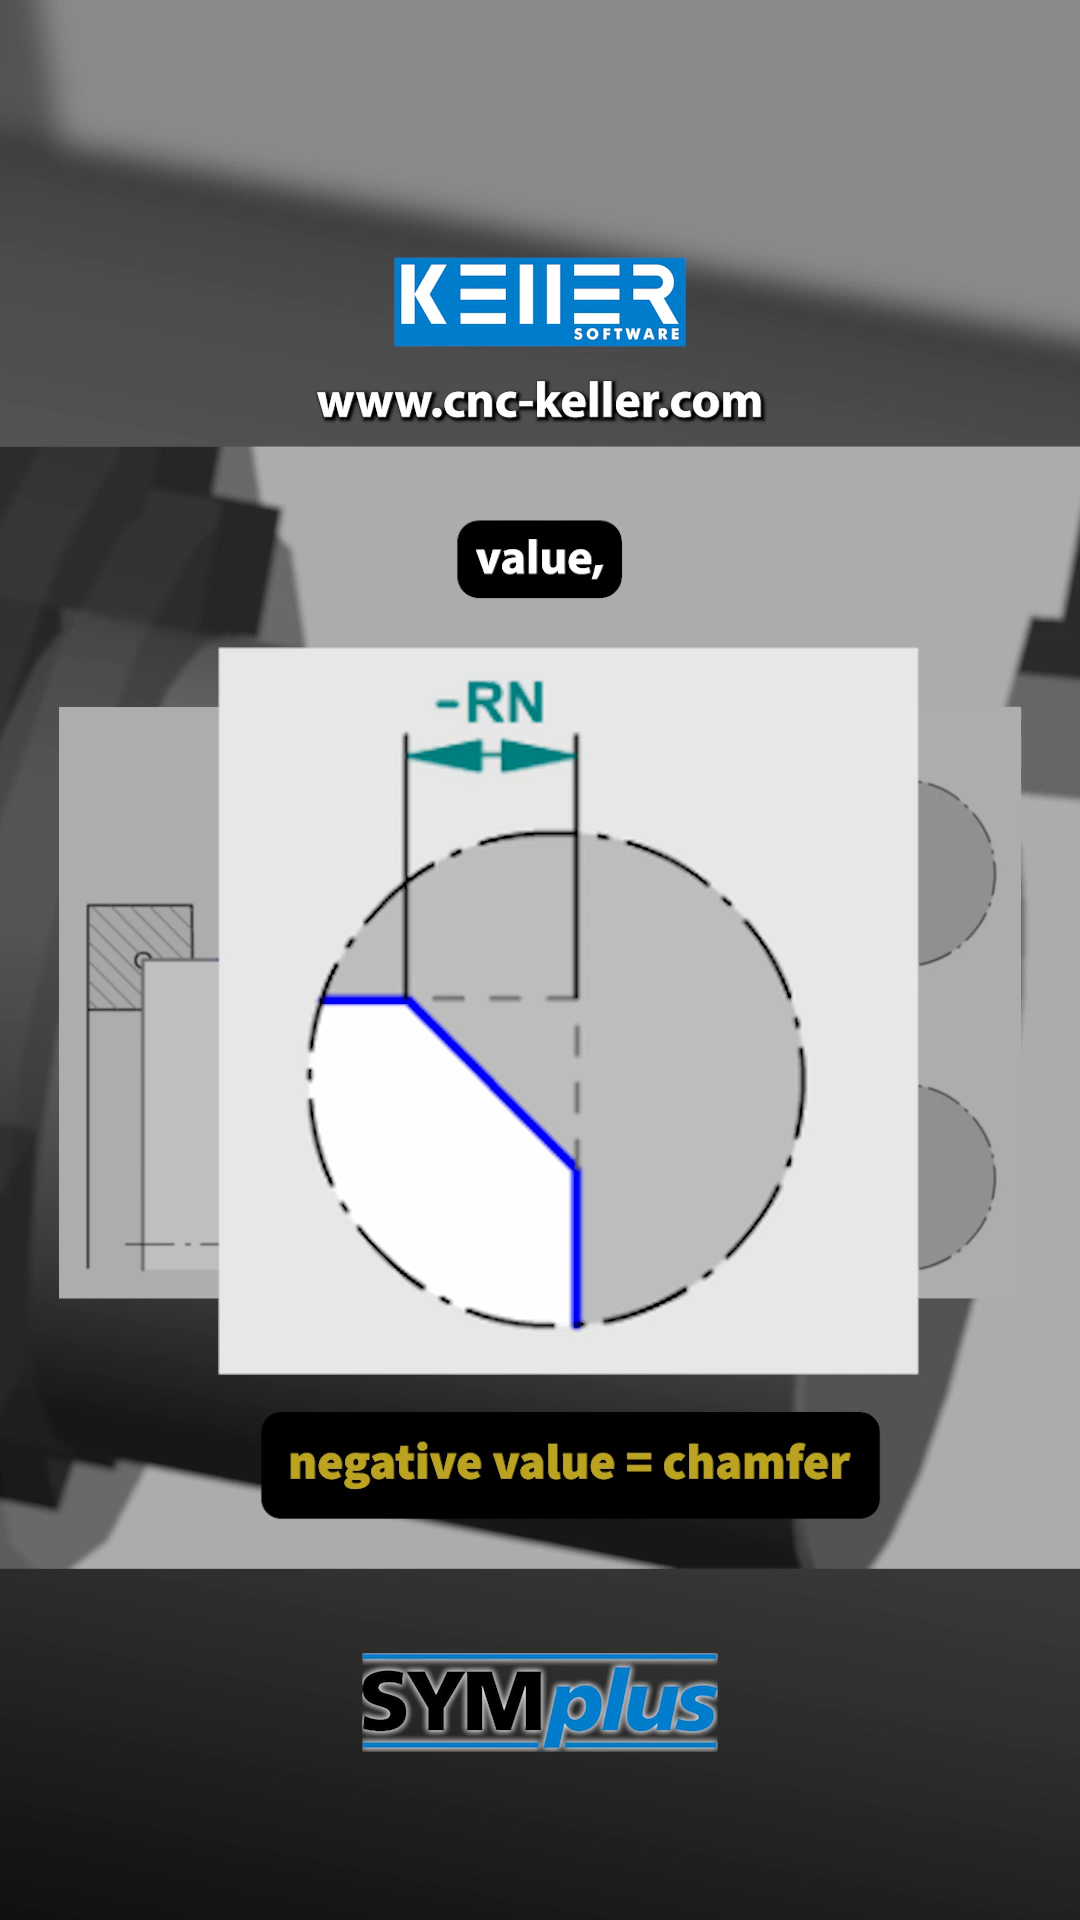 KELLER
SOFTWARE
www.cnc-keller.com
value,
-RN
negative value = chamfer
SYMplus